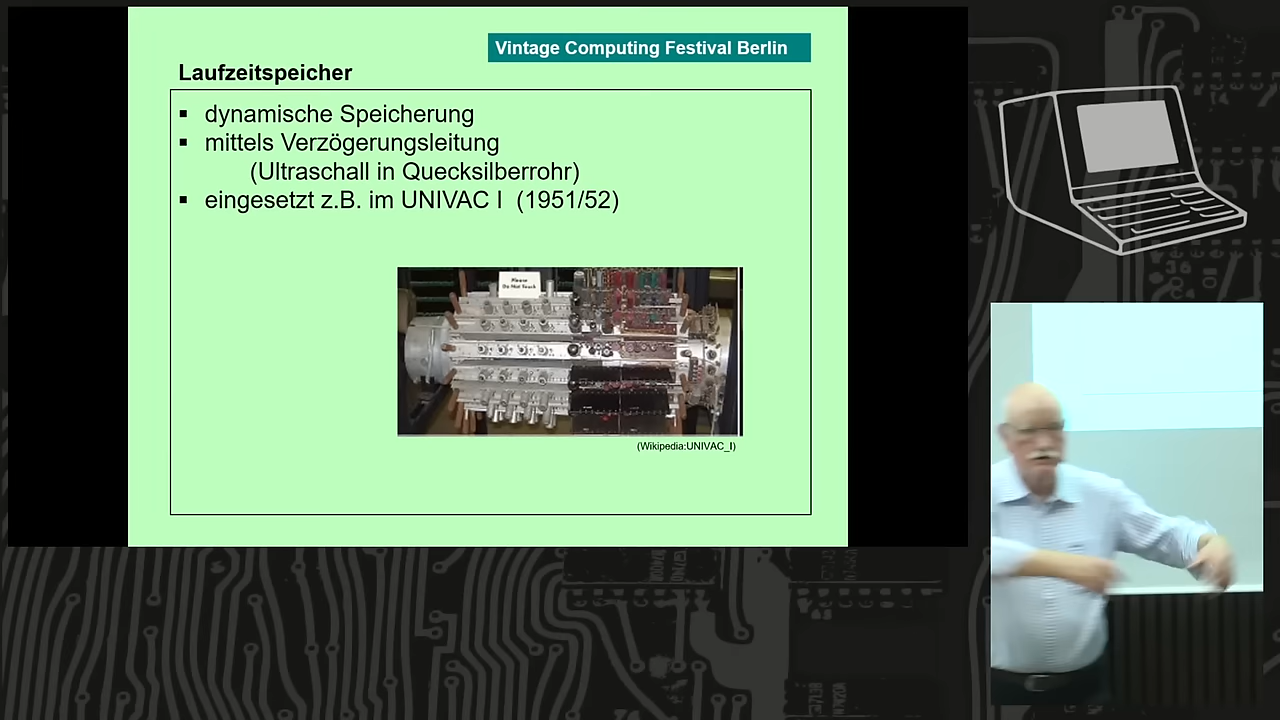 Vintage Computing Festival Berlin
Laufzeitspeicher
▪ dynamische Speicherung
▪ mittels Verzögerungsleitung
(Ultraschall in Quecksilberrohr)
▪ eingesetzt z.B. im UNIVAC I (1951/52)
Please
Do Not Touch
(Wikipedia:UNIVAC_I)